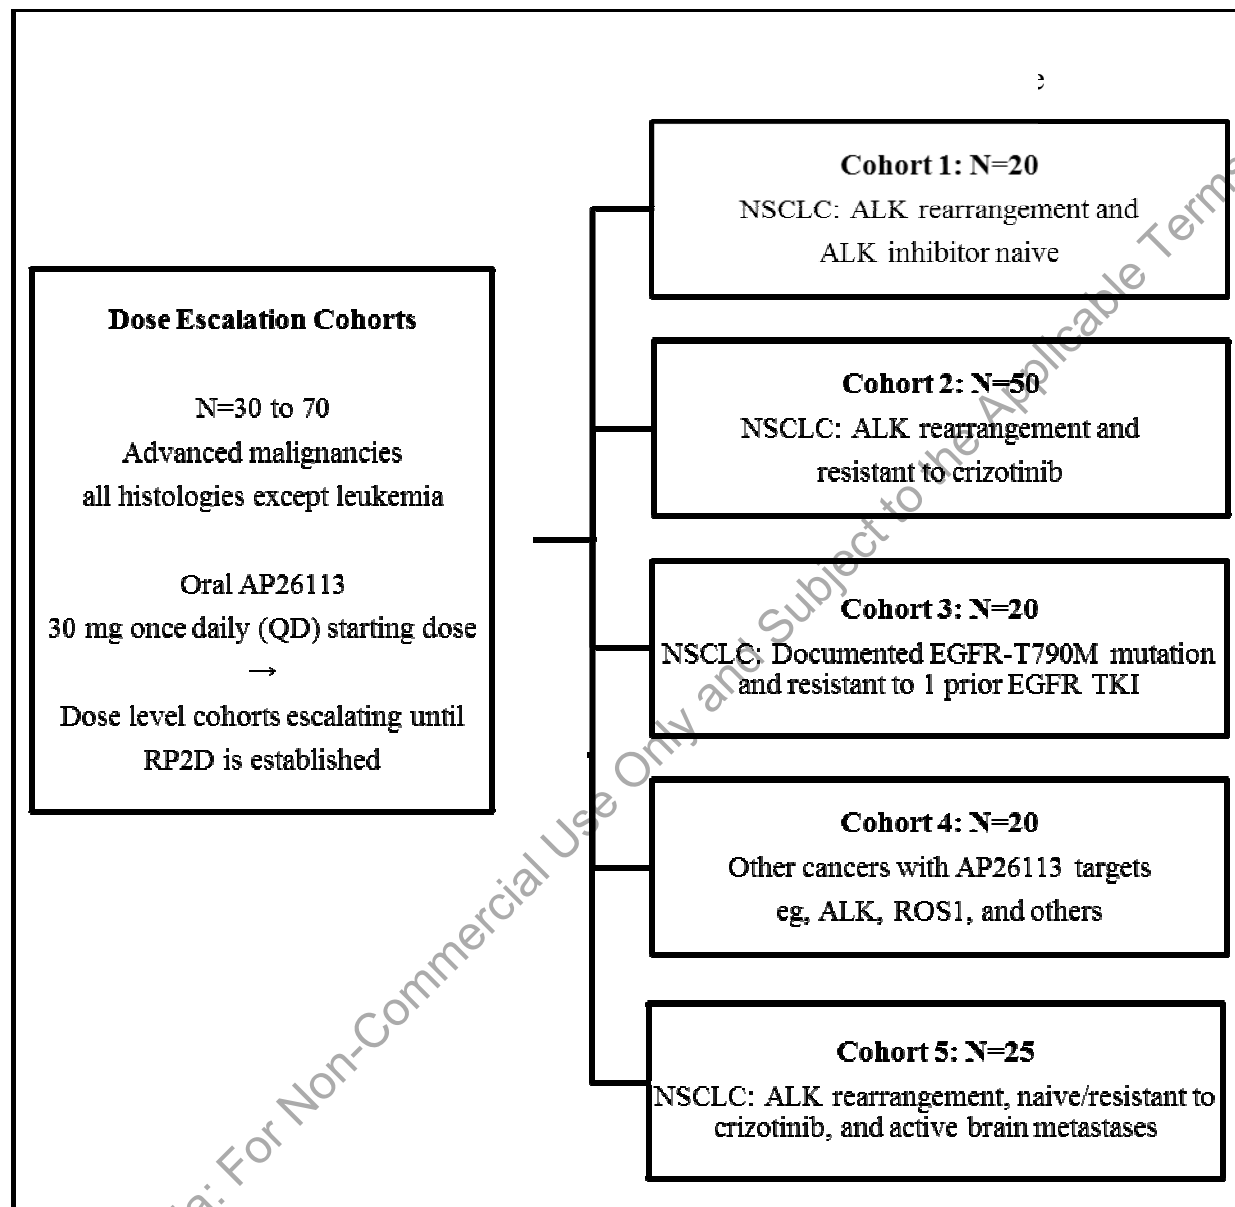 Dose Escalation Cohorts
N=30 to 70
Advanced malignancies
all histologies except leukemia
Oral AP26113
30 mg once daily (QD) starting dose
→
Dose level cohorts escalating until
RP2D is established
Cohort 1: N=20
NSCLC: ALK rearrangement and
ALK inhibitor naive
Cohort 2: N=50
NSCLC: ALK rearrangement and
resistant to crizotinib
Cohort 3: N=20
NSCLC: Documented EGFR-T790M mutation
and resistant to 1 prior EGFR TKI
Cohort 4: N=20
Other cancers with AP26113 targets
eg, ALK, ROS1, and others
Cohort 5: N=25
NSCLC: ALK rearrangement, naive/resistant to
crizotinib, and active brain metastases
For Non-Commercial Use Only and Subject to the Applicable Terms